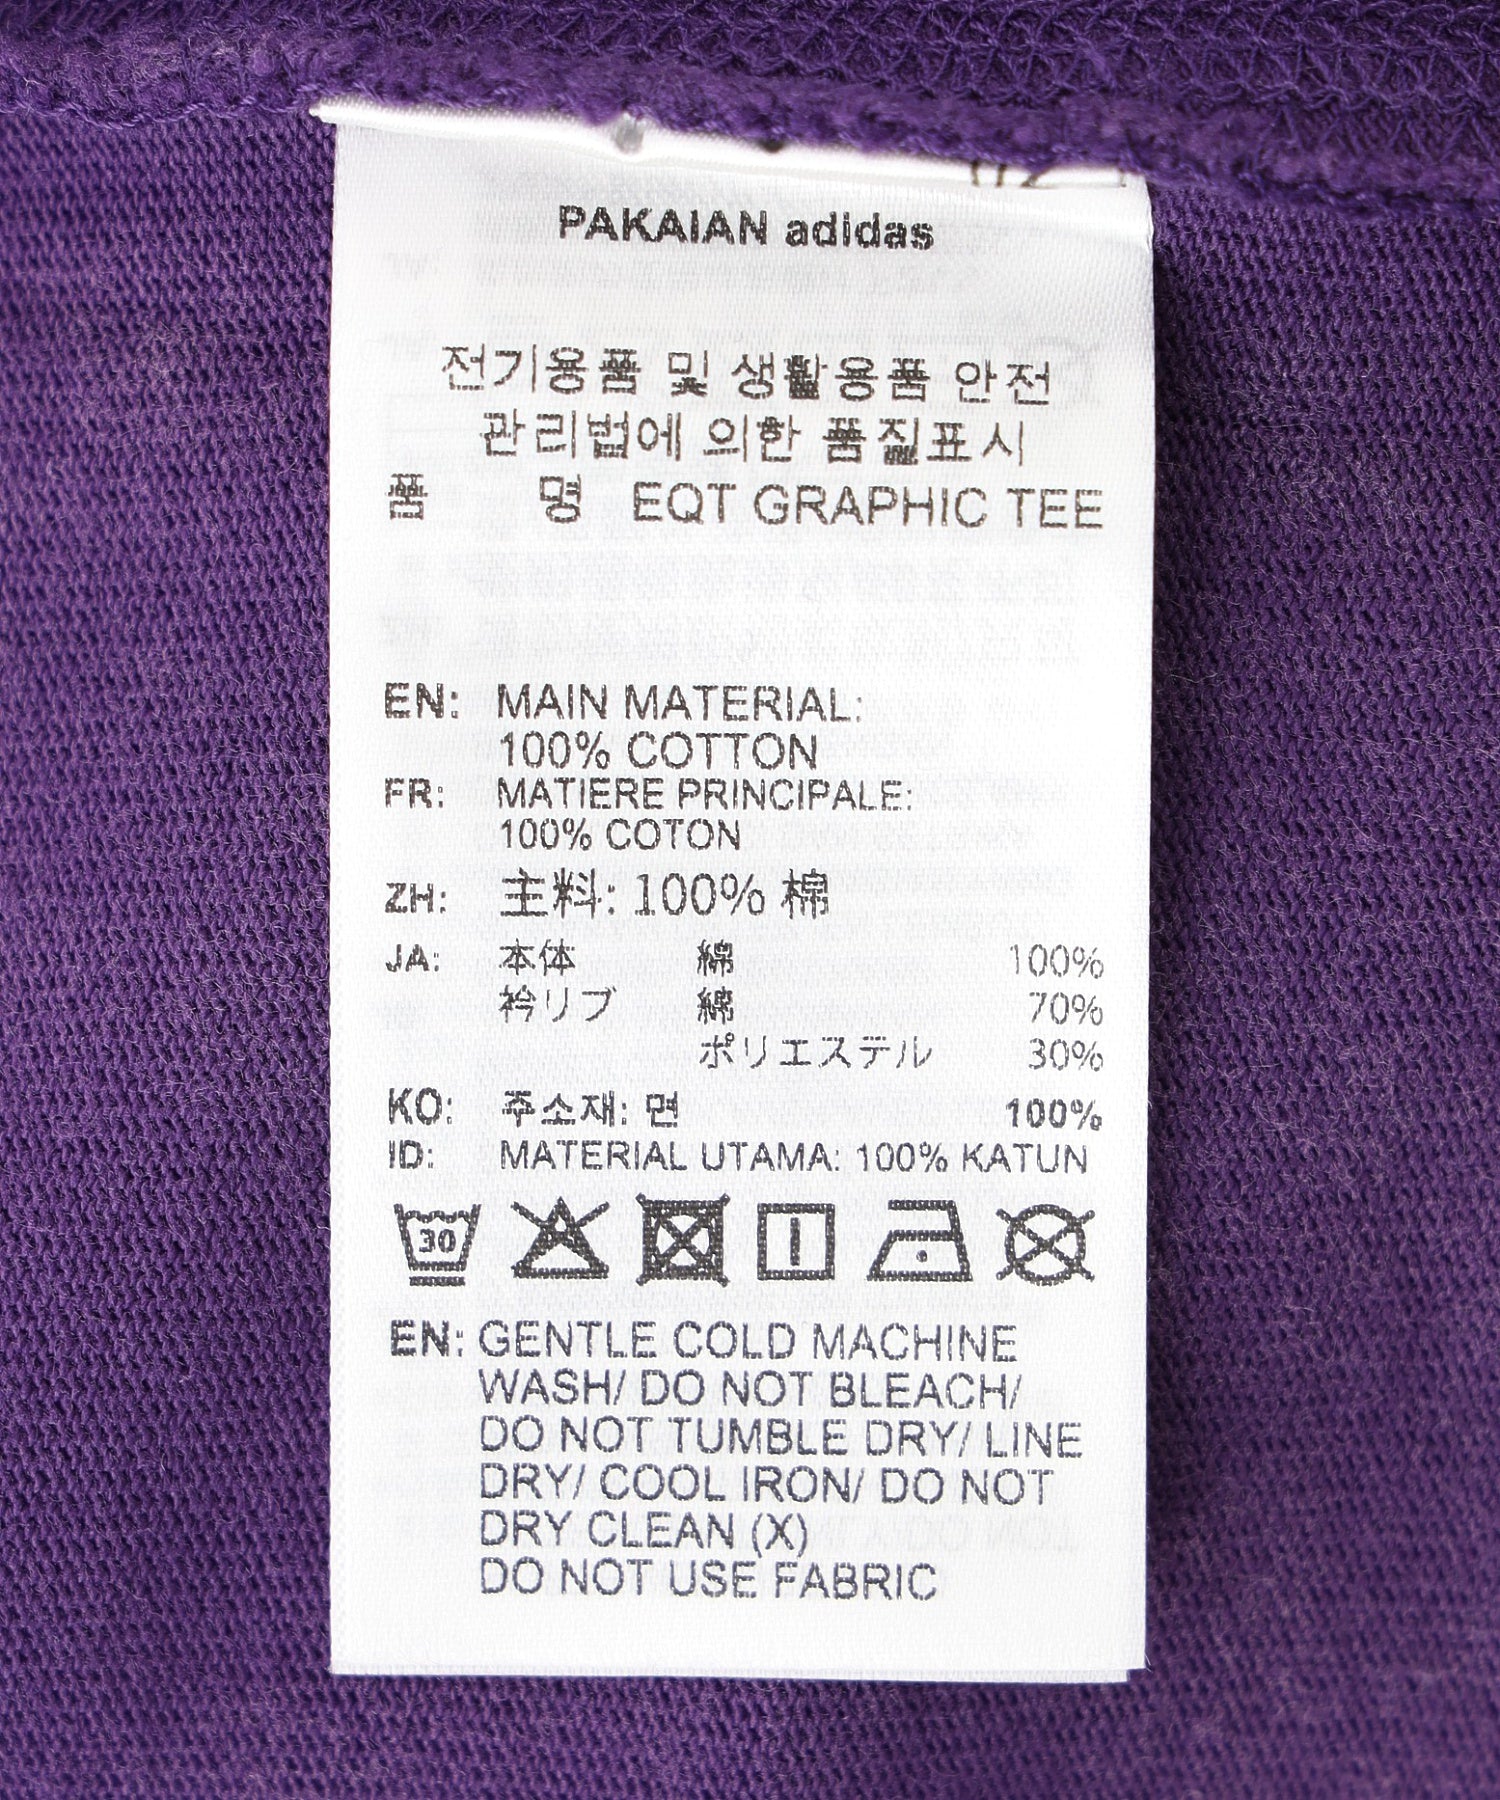 PAKAIAN adidas
전기용품 및 생활용품 안전
관리법에 의한 품질표시
품 명 EQT GRAPHIC TEE
EN: MAIN MATERIAL:
100% COTTON
FR: MATIERE PRINCIPALE:
100% COTON
ZH: 主料: 100% 棉
JA: 本体 綿 100%
衿リブ 綿 70%
ポリエステル 30%
KO: 주소재: 면 100%
ID: MATERIAL UTAMA: 100% KATUN
30
EN: GENTLE COLD MACHINE
WASH/ DO NOT BLEACH/
DO NOT TUMBLE DRY/ LINE
DRY/ COOL IRON/ DO NOT
DRY CLEAN (X)
DO NOT USE FABRIC